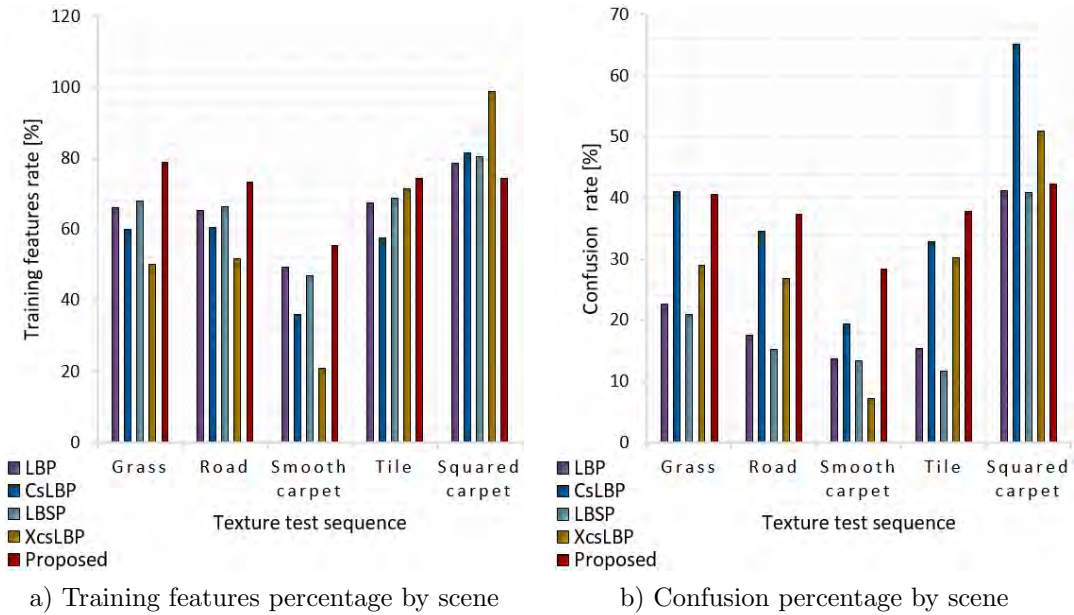 120
100
80
60
40
20
0
Training features rate [%]
Grass Road Smooth carpet Tile Squared carpet
Texture test sequence
LBP
CsLBP
LBSP
XcsLBP
Proposed
a) Training features percentage by scene
70
60
50
40
30
20
10
0
Confusion rate [%]
Grass Road Smooth carpet Tile Squared carpet
Texture test sequence
LBP
CsLBP
LBSP
XcsLBP
Proposed
b) Confusion percentage by scene